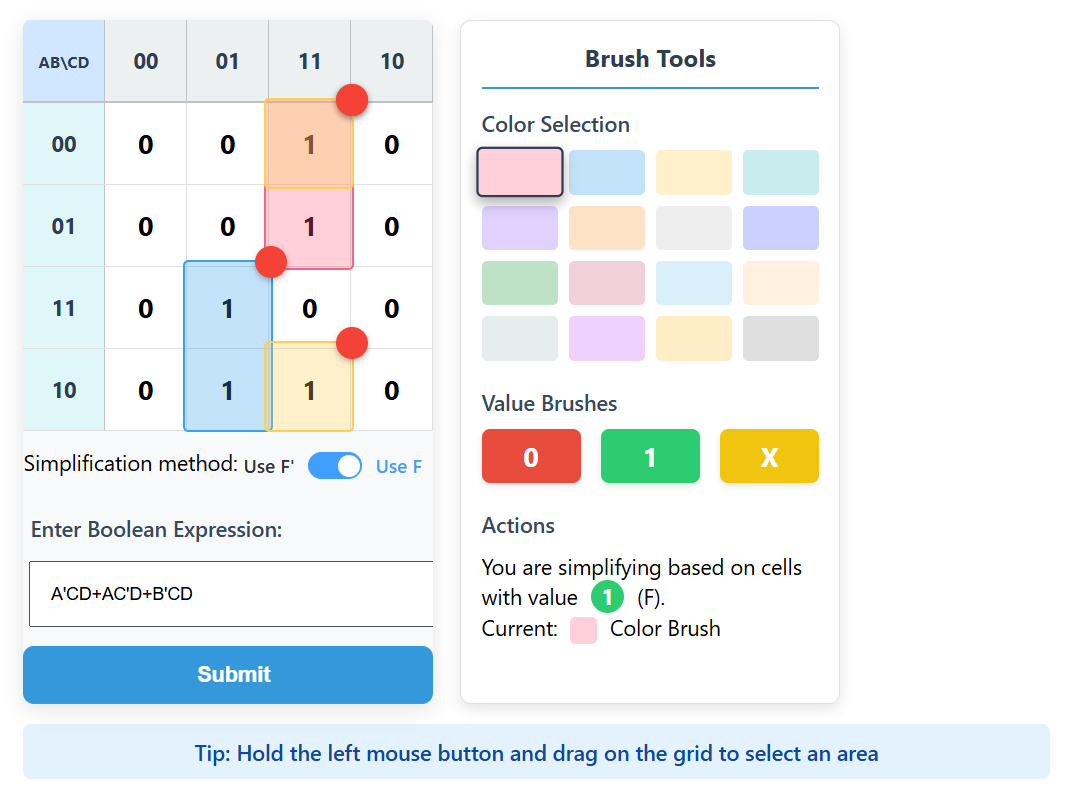 AB\CD 00 01 11 10
00 0 0 1 0
01 0 0 1 0
11 0 1 0 0
10 0 1 1 0
Simplification method: Use F' Use F
Enter Boolean Expression:
A'CD+AC'D+B'CD
Submit
Brush Tools
Color Selection
Value Brushes
0 1 X
Actions
You are simplifying based on cells
with value 1 (F).
Current: Color Brush
Tip: Hold the left mouse button and drag on the grid to select an area